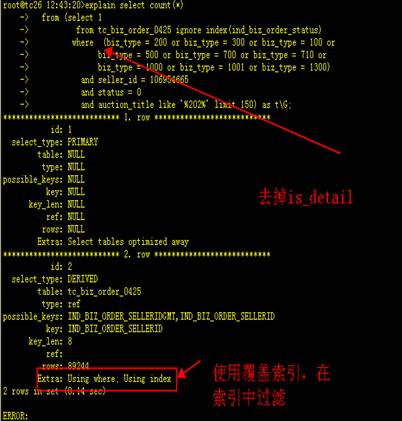 root@tc26 12:43:20>explain select count(*)
-> from (select 1
-> from tc_biz_order_0425 ignore index(ind_biz_order_status)
-> where (biz_type = 200 or biz_type = 300 or biz_type = 100 or
-> biz_type = 500 or biz_type = 700 or biz_type = 710 or
-> biz_type = 1000 or biz_type = 1001 or biz_type = 1300)
-> and seller_id = 106954665
-> and status = 0
-> and auction_title like '%202%' limit 150) as t\G;
*************************** 1. row ***************************
id: 1
select_type: PRIMARY
table: NULL
type: NULL
possible_keys: NULL
key: NULL
key_len: NULL
ref: NULL
rows: NULL
Extra: Select tables optimized away
去掉is_detail
*************************** 2. row ***************************
id: 2
select_type: DERIVED
table: tc_biz_order_0425
type: ref
possible_keys: IND_BIZ_ORDER_SELLERIDGMT,IND_BIZ_ORDER_SELLERID
key: IND_BIZ_ORDER_SELLERID
key_len: 8
ref:
rows: 89244
Extra: Using where; Using index
2 rows in set (0.14 sec)
使用覆盖索引，在
索引中过滤
ERROR: